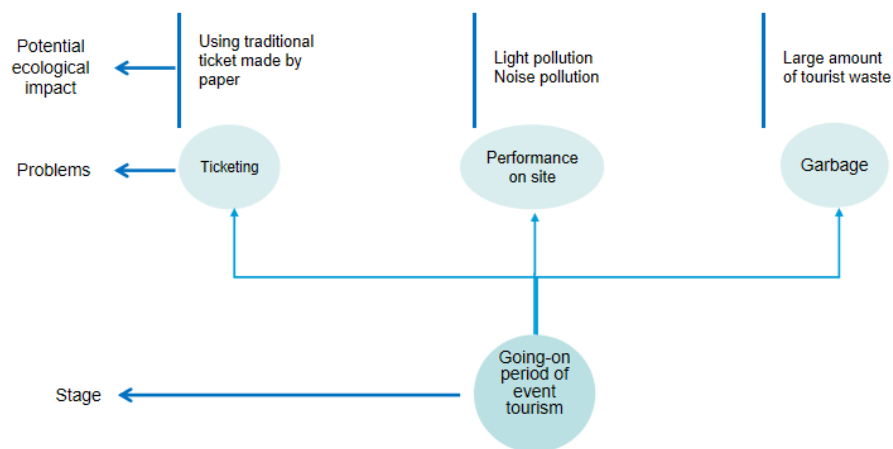 Potential
ecological
impact
Using traditional
ticket made by
paper
Light pollution
Noise pollution
Large amount
of tourist waste
Problems
Ticketing
Performance
on site
Garbage
Stage
Going-on
period of
event
tourism